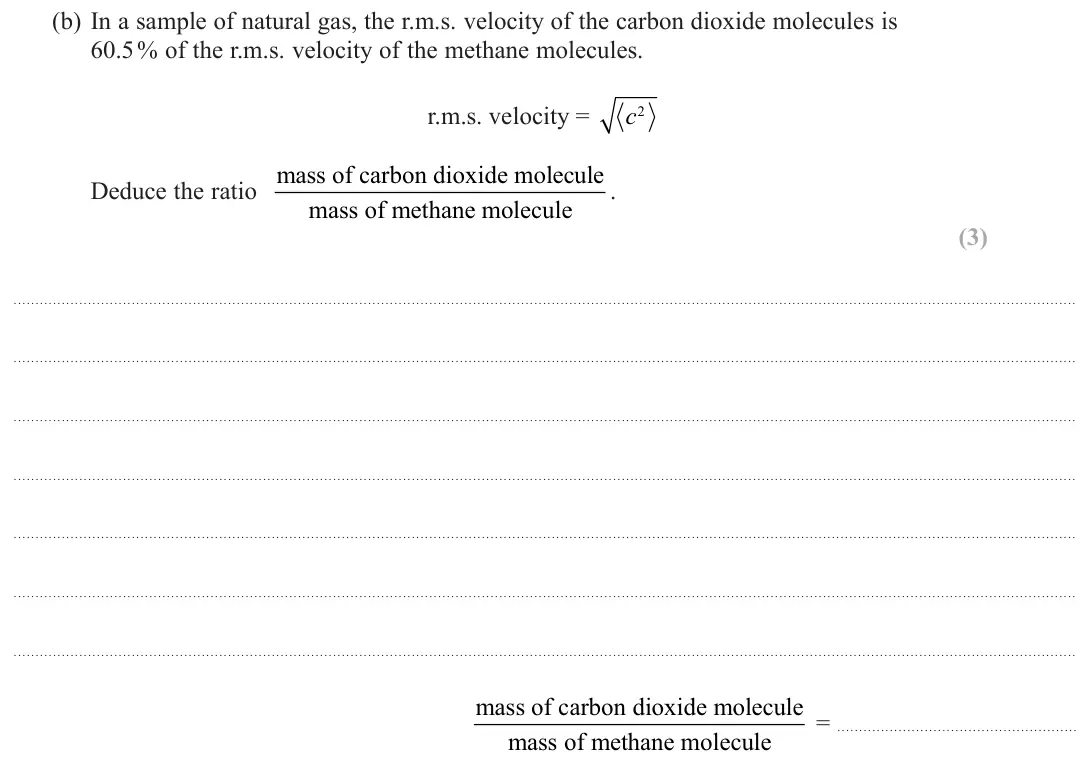 (b) In a sample of natural gas, the r.m.s. velocity of the carbon dioxide molecules is
60.5% of the r.m.s. velocity of the methane molecules.
r.m.s. velocity = √⟨c²⟩
Deduce the ratio mass of carbon dioxide molecule / mass of methane molecule .
(3)
mass of carbon dioxide molecule / mass of methane molecule =